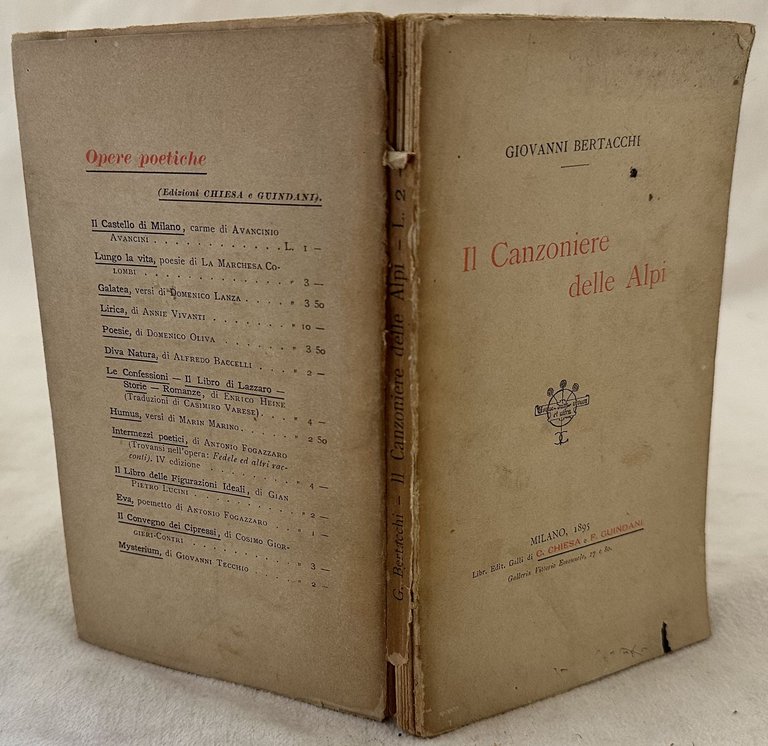 Opere poetiche
(Edizioni CHIESA e GUINDANI).
Il Castello di Milano, carme di AVANCINIO
AVANCINI . . . . . . . . . . . . L. 1 —
Lungo la vita, poesie di LA MARCHESA CO-
LOMBI . . . . . . . . . . . . . . » 3 —
Galatea, versi di DOMENICO LANZA . . . » 3 50
Lirica, di ANNIE VIVANTI . . . . . . . » 10 —
Poesie, di DOMENICO OLIVA . . . . . . » 3 50
Diva Natura, di ALFREDO BACCELLI . . . » 2 —
Le Confessioni — Il Libro di Lazzaro —
Storie — Romanze, di ENRICO HEINE
(Traduzioni di CASIMIRO VARESE) . . . . » 4 —
Humus, versi di MARIN MARINO. . . . . » 2 50
Intermezzi poetici, di ANTONIO FOGAZZARO
(Trovansi nell'opera: Fedele ed altri rac-
conti). IV edizione . . . . . . . . . » 4 —
Il Libro delle Figurazioni Ideali, di GIAN
PIETRO LUCINI . . . . . . . . . . . » 2 —
Eva, poemetto di ANTONIO FOGAZZARO . . » 1 —
Il Convegno dei Cipressi, di COSIMO GIOR-
GIERI-CONTRI . . . . . . . . . . . . » 3 —
Mysterium, di GIOVANNI TECCHIO . . . . » 2 —
G. Bertacchi — Il Canzoniere delle Alpi — L. 2 —
GIOVANNI BERTACCHI
Il Canzoniere
delle Alpi
et ultra
MILANO, 1895
Libr. Edit. Galli di C. CHIESA e F. GUINDANI
Galleria Vittorio Emanuele, 17 e 80.